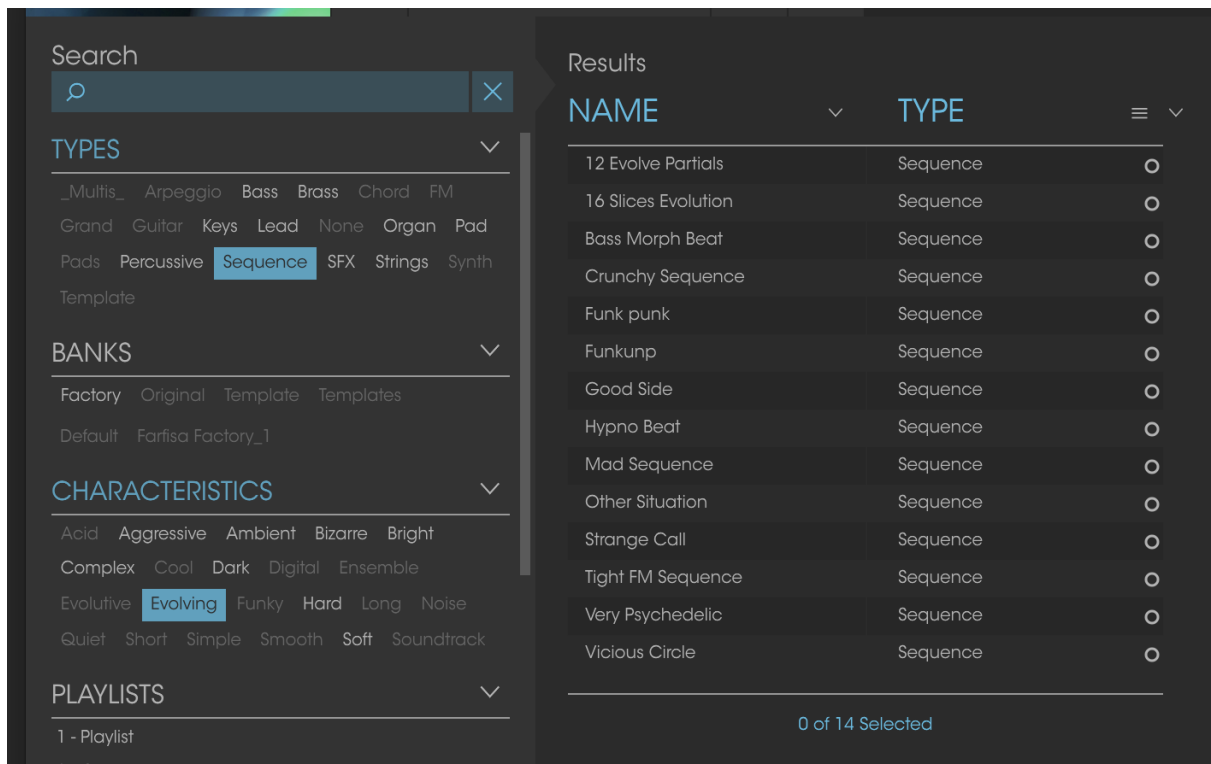 Search
TYPES
_Multis_ Arpeggio Bass Brass Chord FM
Grand Guitar Keys Lead None Organ Pad
Pads Percussive Sequence SFX Strings Synth
Template
BANKS
Factory Original Template Templates
Default Farfisa Factory_1
CHARACTERISTICS
Acid Aggressive Ambient Bizarre Bright
Complex Cool Dark Digital Ensemble
Evolutive Evolving Funky Hard Long Noise
Quiet Short Simple Smooth Soft Soundtrack
PLAYLISTS
1 - Playlist
Results
NAME TYPE
12 Evolve Partials Sequence
16 Slices Evolution Sequence
Bass Morph Beat Sequence
Crunchy Sequence Sequence
Funk punk Sequence
Funkunp Sequence
Good Side Sequence
Hypno Beat Sequence
Mad Sequence Sequence
Other Situation Sequence
Strange Call Sequence
Tight FM Sequence Sequence
Very Psychedelic Sequence
Vicious Circle Sequence
0 of 14 Selected